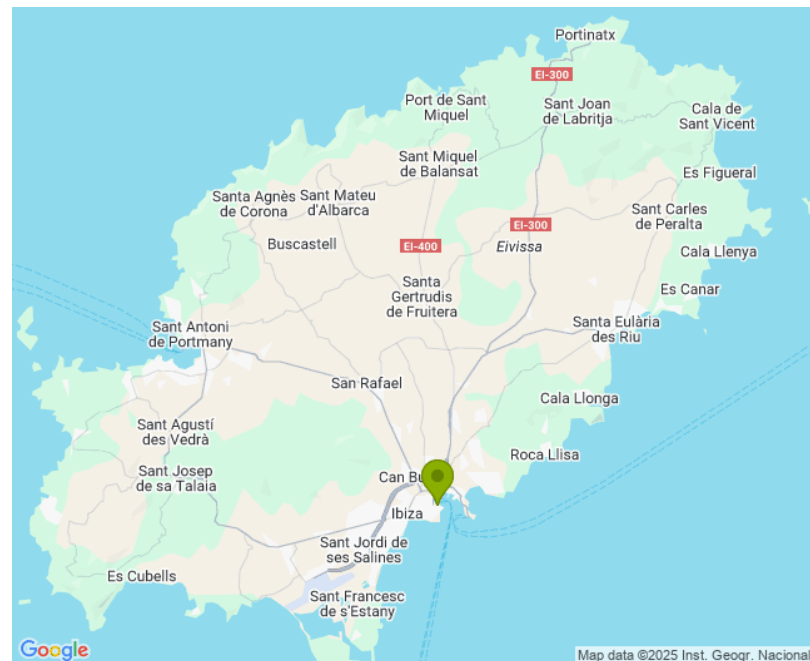 Portinatx
EI-300
Port de Sant
Miquel
Sant Joan
de Labritja
Cala de
Sant Vicent
Sant Miquel
de Balansat
Es Figueral
Santa Agnès
de Corona
Sant Mateu
d'Albarca
Sant Carles
de Peralta
EI-300
Buscastell
EI-400
Eivissa
Cala Llenya
Santa
Gertrudis
de Fruitera
Es Canar
Sant Antoni
de Portmany
Santa Eulària
des Riu
San Rafael
Cala Llonga
Sant Agustí
des Vedrà
Roca Llisa
Sant Josep
de sa Talaia
Can Bu
Ibiza
Sant Jordi de
ses Salines
Es Cubells
Sant Francesc
de s'Estany
Google
Map data ©2025 Inst. Geogr. Nacional